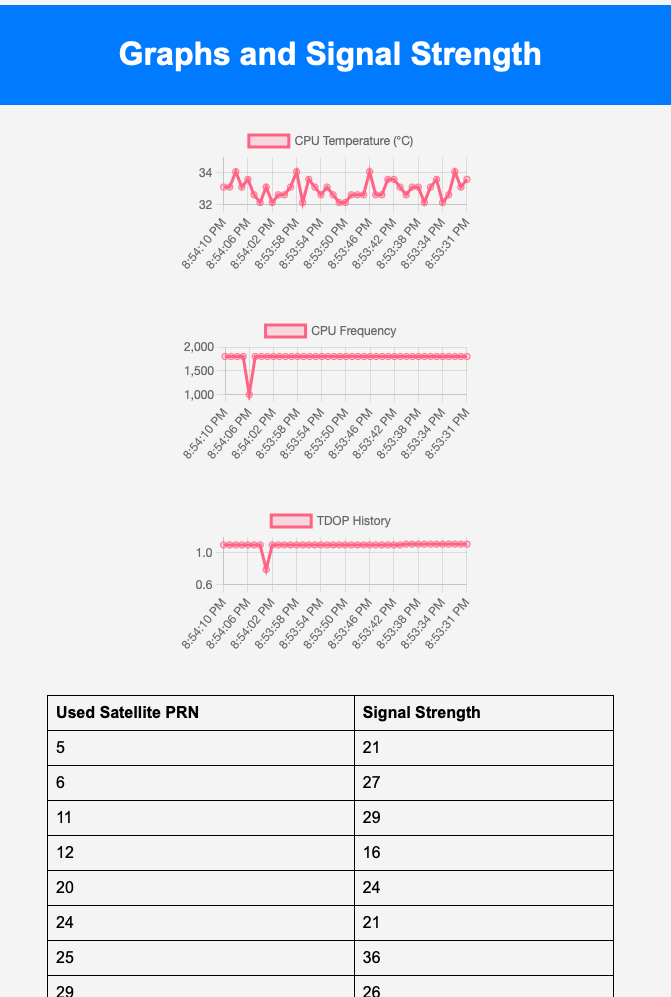 Graphs and Signal Strength
CPU Temperature (°C)
34
32
8:54:10 PM
8:54:06 PM
8:54:02 PM
8:53:58 PM
8:53:54 PM
8:53:50 PM
8:53:46 PM
8:53:42 PM
8:53:38 PM
8:53:34 PM
8:53:31 PM
CPU Frequency
2,000
1,500
1,000
8:54:10 PM
8:54:06 PM
8:54:02 PM
8:53:58 PM
8:53:54 PM
8:53:50 PM
8:53:46 PM
8:53:42 PM
8:53:38 PM
8:53:34 PM
8:53:31 PM
TDOP History
1.0
0.6
8:54:10 PM
8:54:06 PM
8:54:02 PM
8:53:58 PM
8:53:54 PM
8:53:50 PM
8:53:46 PM
8:53:42 PM
8:53:38 PM
8:53:34 PM
8:53:31 PM
Used Satellite PRN Signal Strength
5 21
6 27
11 29
12 16
20 24
24 21
25 36
29 26